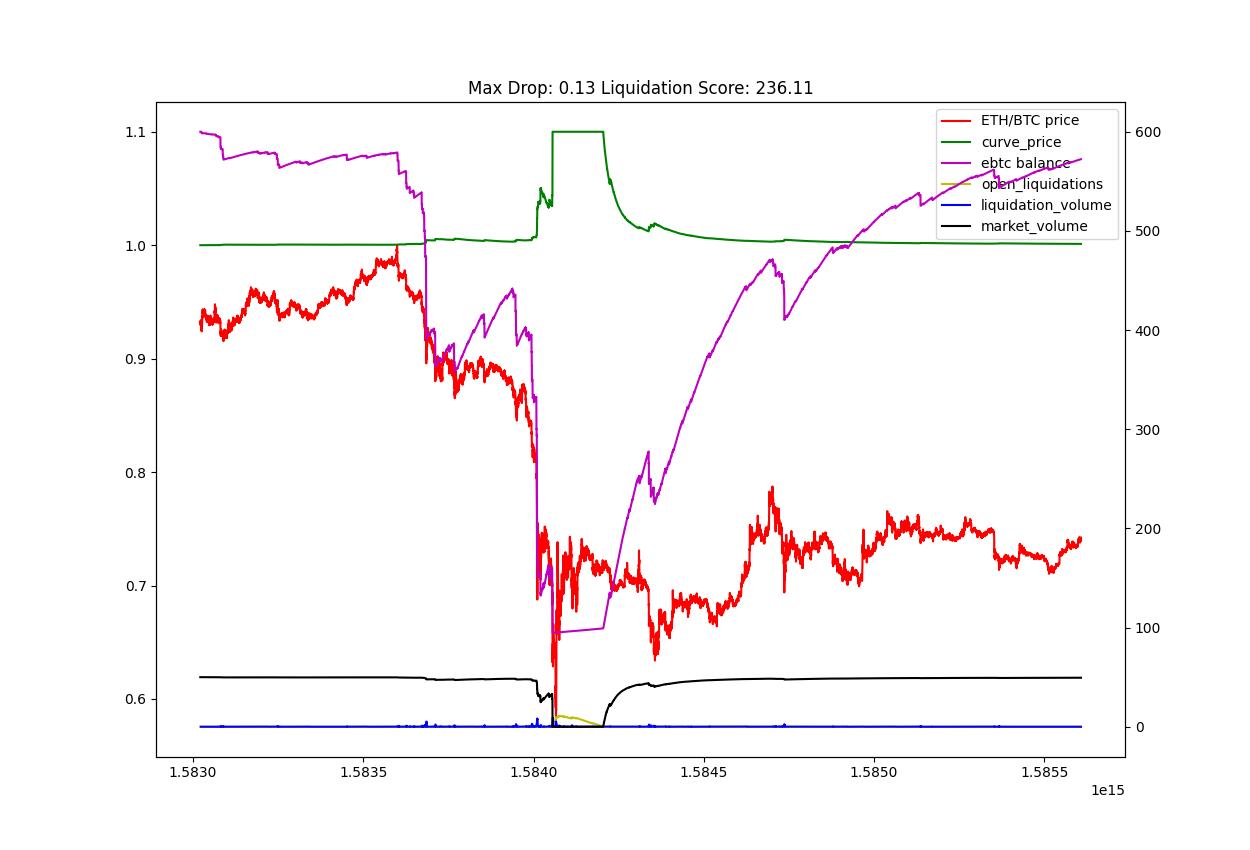 Max Drop: 0.13 Liquidation Score: 236.11
ETH/BTC price
curve_price
ebtc balance
open_liquidations
liquidation_volume
market_volume
1.1
1.0
0.9
0.8
0.7
0.6
600
500
400
300
200
100
0
1.5830 1.5835 1.5840 1.5845 1.5850 1.5855
1e15